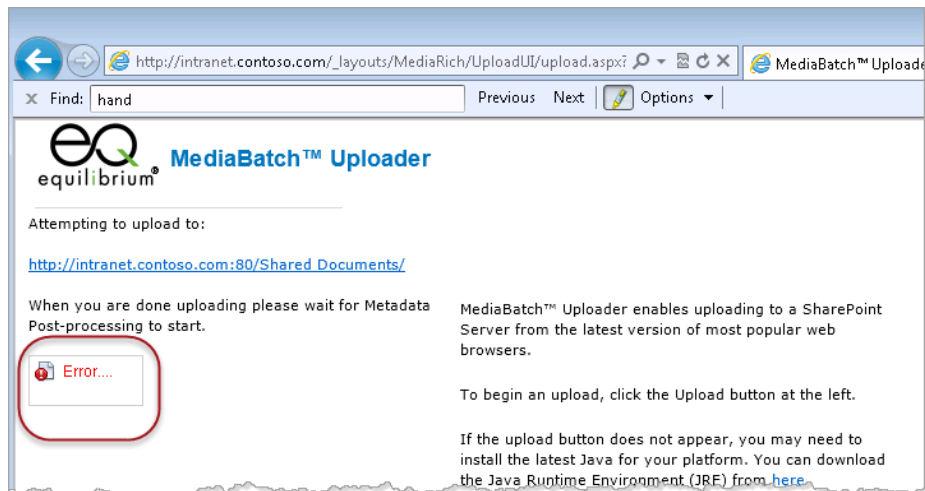 http://intranet.contoso.com/_layouts/MediaRich/UploadUI/upload.aspx?
MediaBatch™ Uploade
x Find: hand Previous Next Options
eQ
equilibrium®
MediaBatch™ Uploader
Attempting to upload to:
http://intranet.contoso.com:80/Shared Documents/
When you are done uploading please wait for Metadata
Post-processing to start.
Error....
MediaBatch™ Uploader enables uploading to a SharePoint
Server from the latest version of most popular web
browsers.
To begin an upload, click the Upload button at the left.
If the upload button does not appear, you may need to
install the latest Java for your platform. You can download
the Java Runtime Environment (JRE) from here